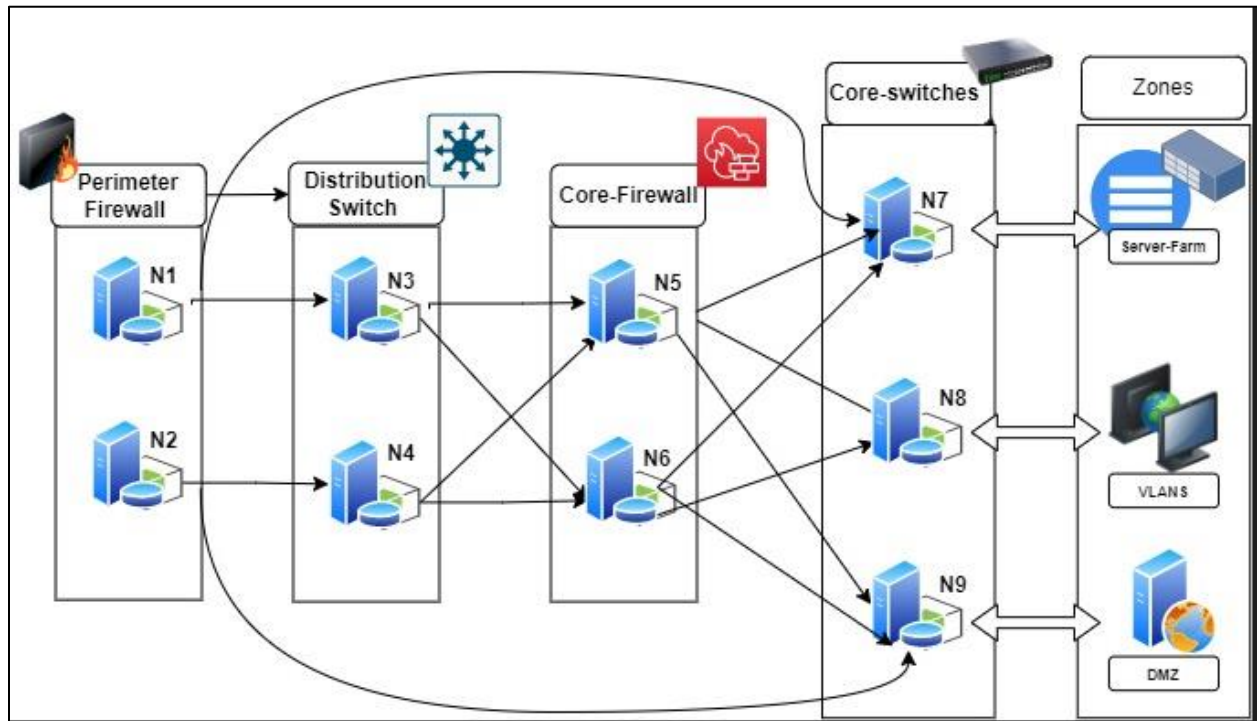 Perimeter
Firewall
Distribution
Switch
Core-Firewall
Core-switches
Zones
N1
N2
N3
N4
N5
N6
N7
N8
N9
Server-Farm
VLANS
DMZ